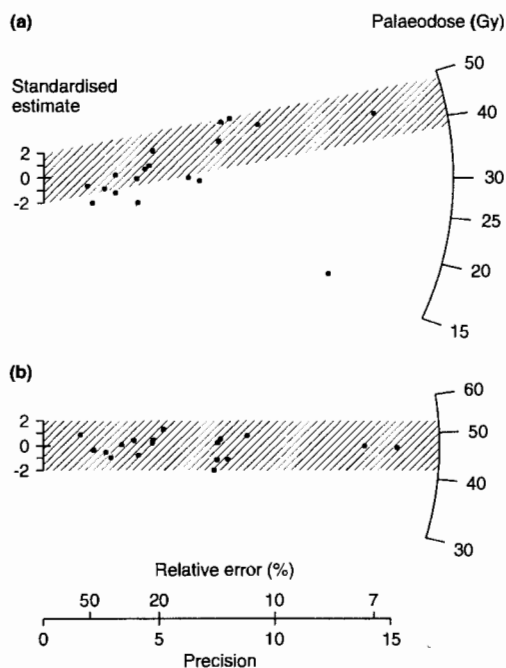 (a)
Palaeodose (Gy)
50
Standardised
estimate
40
2
0
-2
30
25
20
15
(b)
60
2
0
-2
50
40
30
Relative error (%)
50 20 10 7
0 5 10 15
Precision